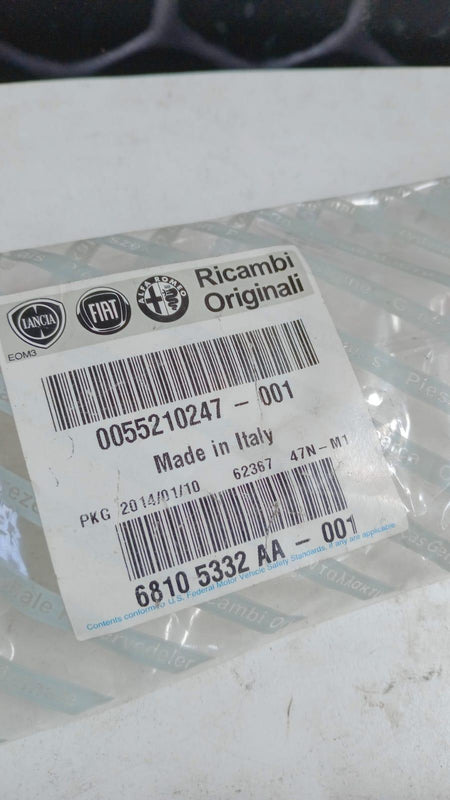 LANCIA
FIAT
ALFA ROMEO
Ricambi
Originali
EOM3
0055210247 - 001
Made in Italy
PKG 2014/01/10 62367 47N-M1
6810 5332 AA - 001
Contents conform to U.S. Federal Motor Vehicle Safety Standards, if any are applicable